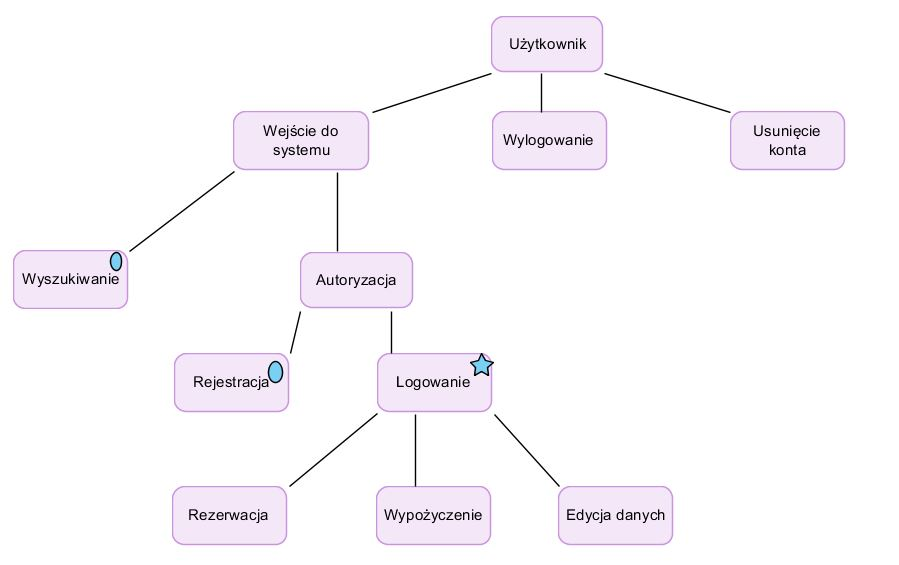 Użytkownik
Wejście do
systemu
Wylogowanie
Usunięcie
konta
Wyszukiwanie
Autoryzacja
Rejestracja
Logowanie
Rezerwacja
Wypożyczenie
Edycja danych